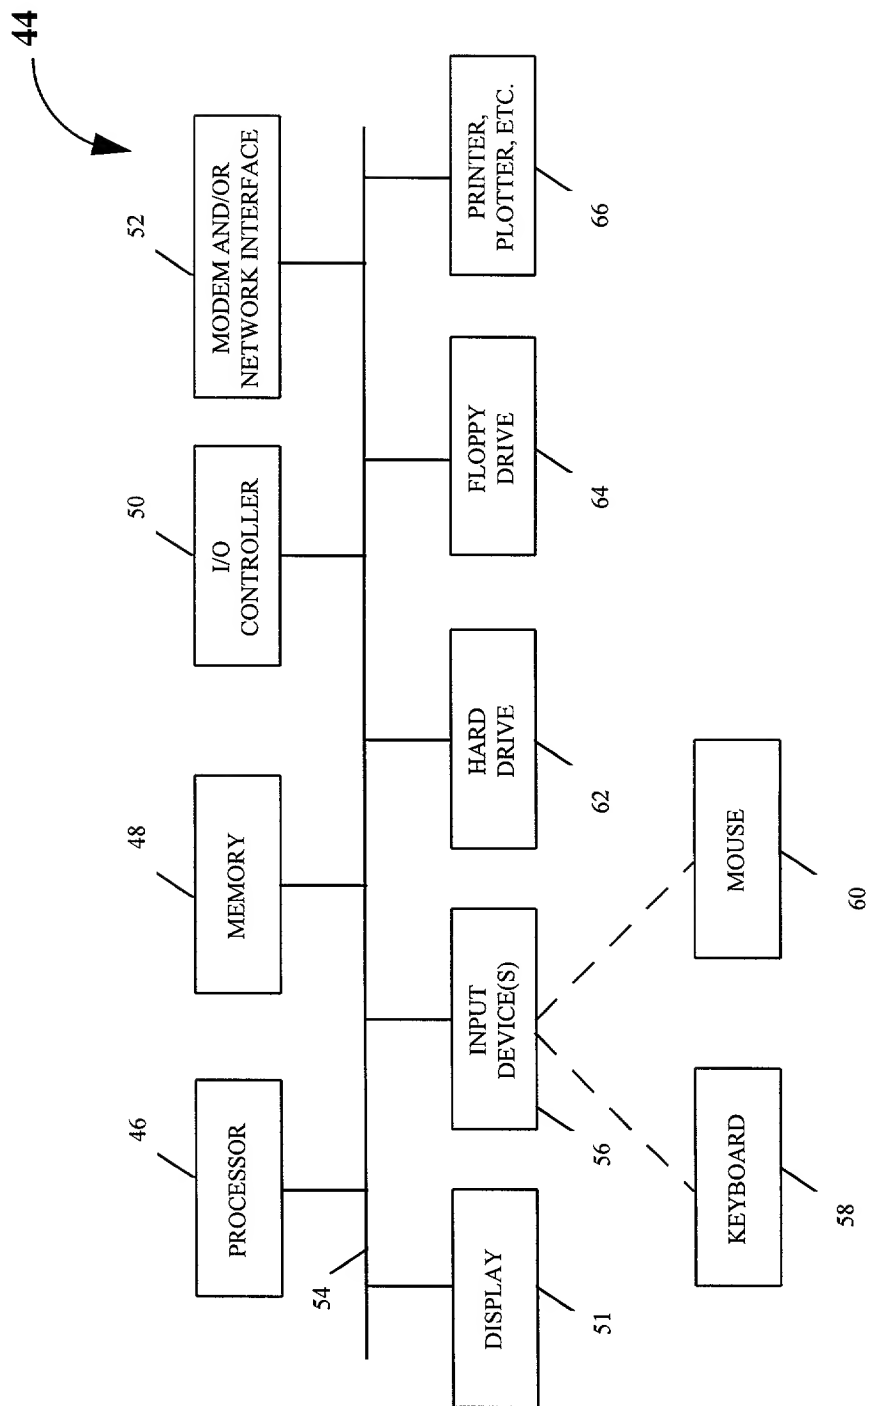 44
46
48
50
52
PROCESSOR
MEMORY
I/O
CONTROLLER
MODEM AND/OR
NETWORK INTERFACE
54
DISPLAY
INPUT
DEVICE(S)
HARD
DRIVE
FLOPPY
DRIVE
PRINTER,
PLOTTER, ETC.
51
56
62
64
66
KEYBOARD
MOUSE
58
60